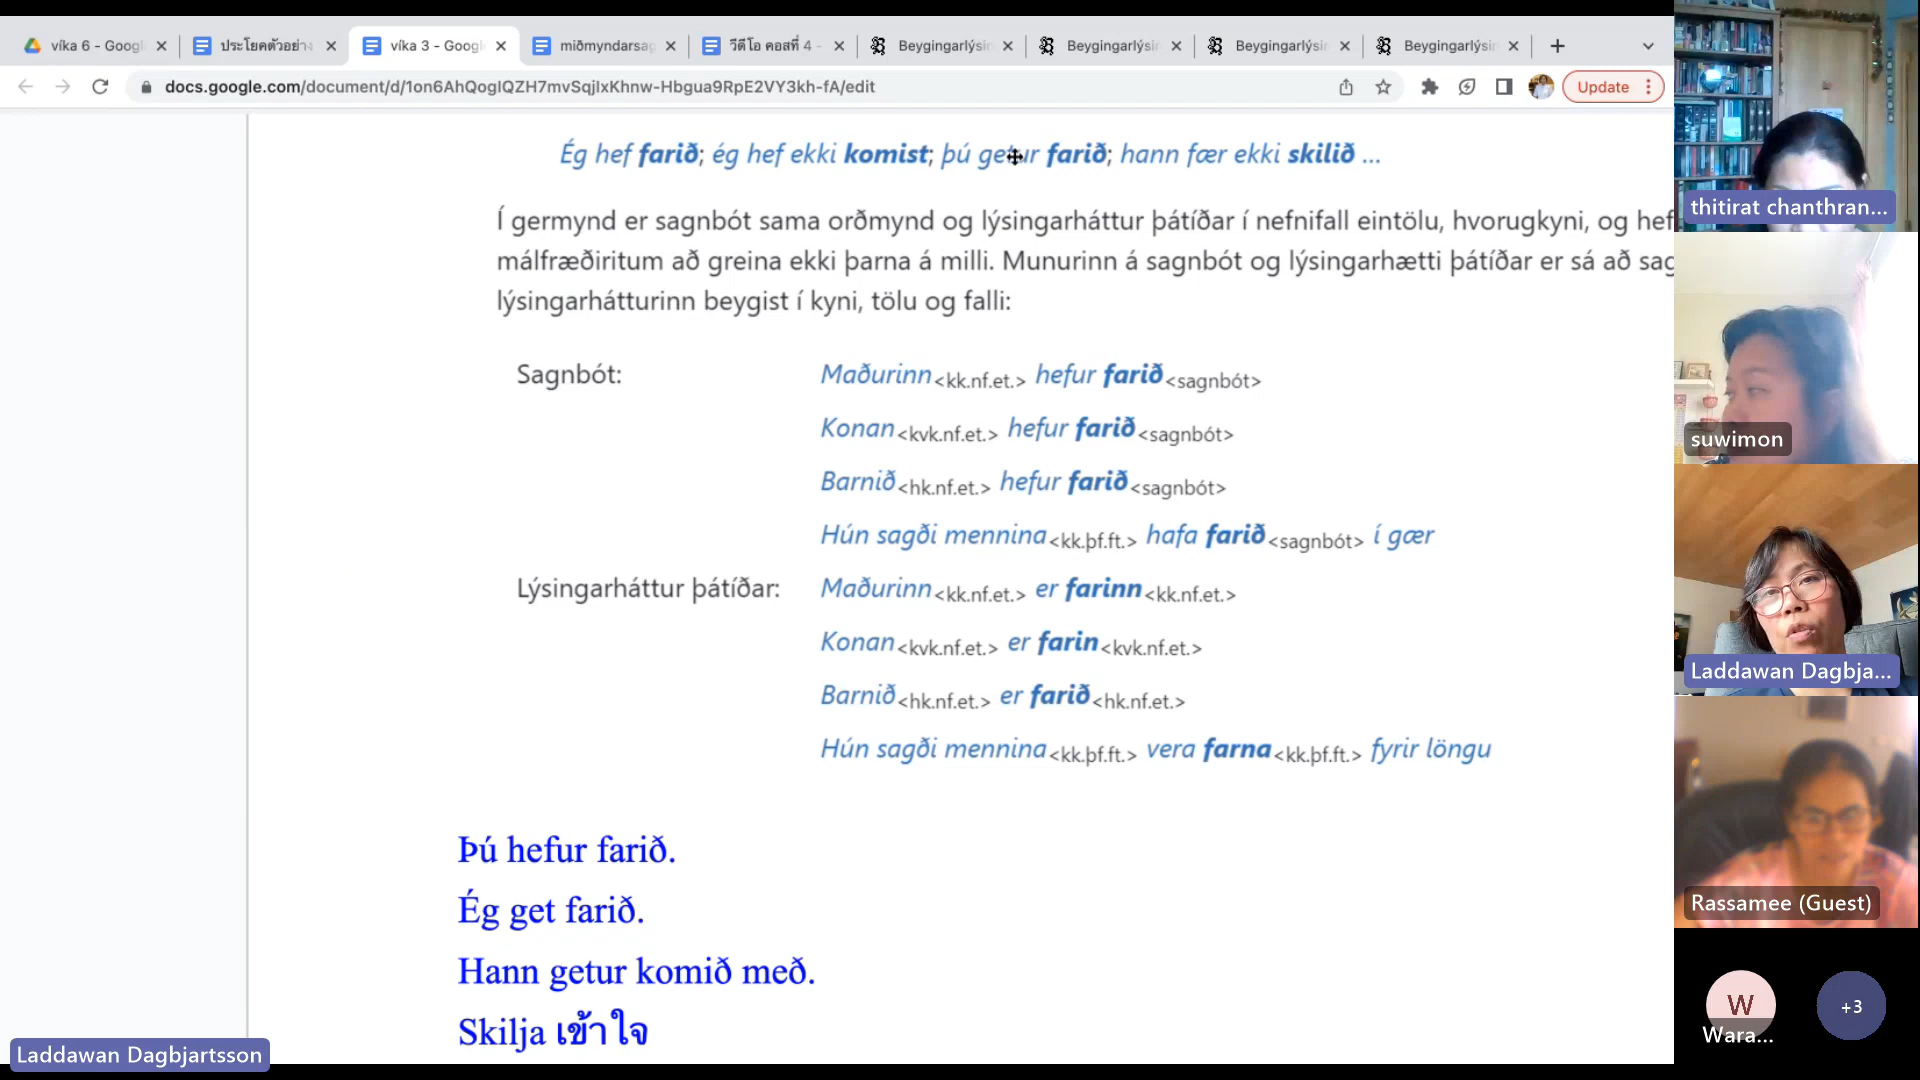 víka 6 - Googl
ประโยคตัวอย่าง
víka 3 - Googl
miðmyndarsag
วีดีโอ คอสที่ 4 -
Beygingarlýsin
Beygingarlýsin
Beygingarlýsin
Beygingarlýsin
docs.google.com/document/d/1on6AhQogIQZH7mvSqjIxKhnw-Hbgua9RpE2VY3kh-fA/edit
Update
Ég hef farið; ég hef ekki komist; þú getur farið; hann fær ekki skilið ...
Í germynd er sagnbót sama orðmynd og lýsingarháttur þátíðar í nefnifall eintölu, hvorugkyni, og hef
málfræðiritum að greina ekki þarna á milli. Munurinn á sagnbót og lýsingarhætti þátíðar er sá að sag
lýsingarhátturinn beygist í kyni, tölu og falli:
Sagnbót: Maðurinn<kk.nf.et.> hefur farið<sagnbót>
Konan<kvk.nf.et.> hefur farið<sagnbót>
Barnið<hk.nf.et.> hefur farið<sagnbót>
Hún sagði mennina<kk.þf.ft.> hafa farið<sagnbót> í gær
Lýsingarháttur þátíðar: Maðurinn<kk.nf.et.> er farinn<kk.nf.et.>
Konan<kvk.nf.et.> er farin<kvk.nf.et.>
Barnið<hk.nf.et.> er farið<hk.nf.et.>
Hún sagði mennina<kk.þf.ft.> vera farna<kk.þf.ft.> fyrir löngu
Þú hefur farið.
Ég get farið.
Hann getur komið með.
Skilja เข้าใจ
Laddawan Dagbjartsson
thitirat chanthran...
suwimon
Laddawan Dagbja...
Rassamee (Guest)
W
Wara...
+3